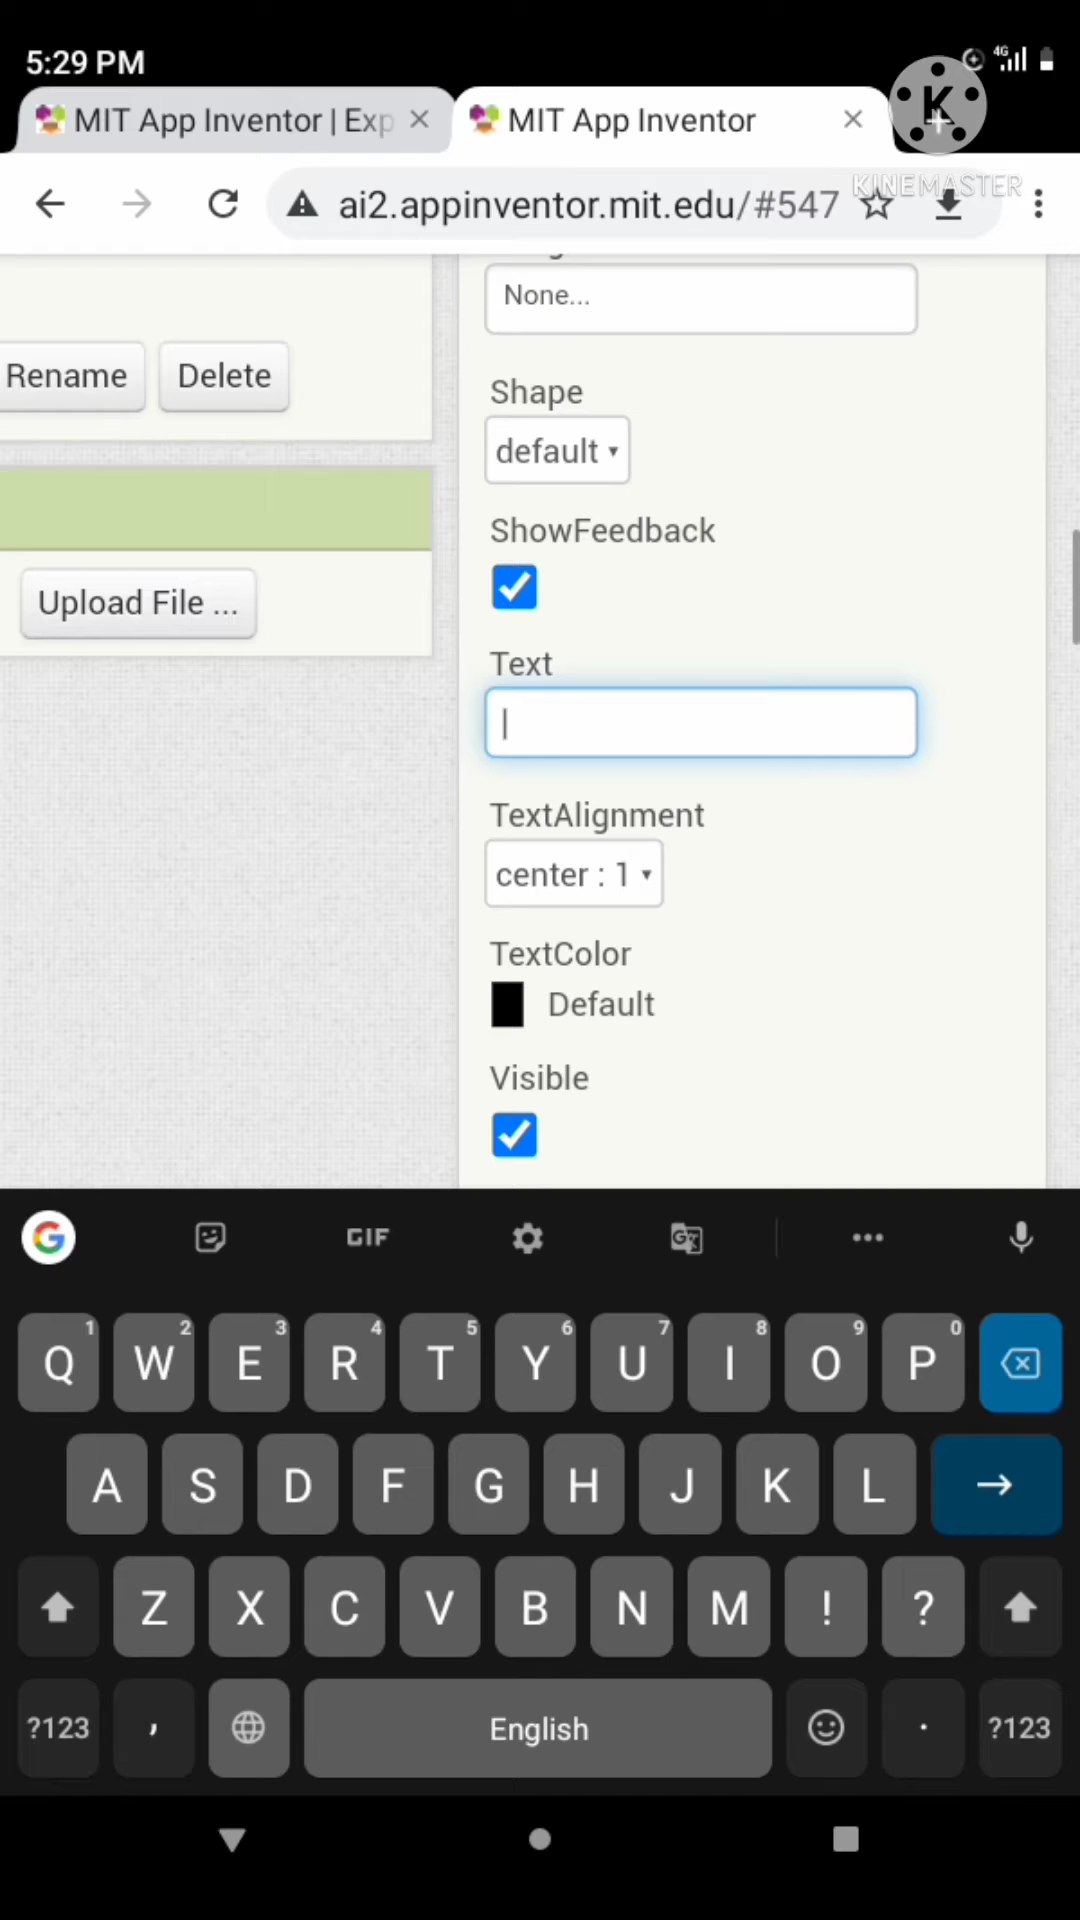 5:29 PM
4G
MIT App Inventor | Exp
MIT App Inventor
K
KINEMASTER
ai2.appinventor.mit.edu/#547
None...
Rename
Delete
Shape
default
ShowFeedback
Upload File ...
Text
TextAlignment
center : 1
TextColor
Default
Visible
G GIF G
Q 1 W 2 E 3 R 4 T 5 Y 6 U 7 I 8 O 9 P 0
A S D F G H J K L
Z X C V B N M ! ?
?123 , English . ?123